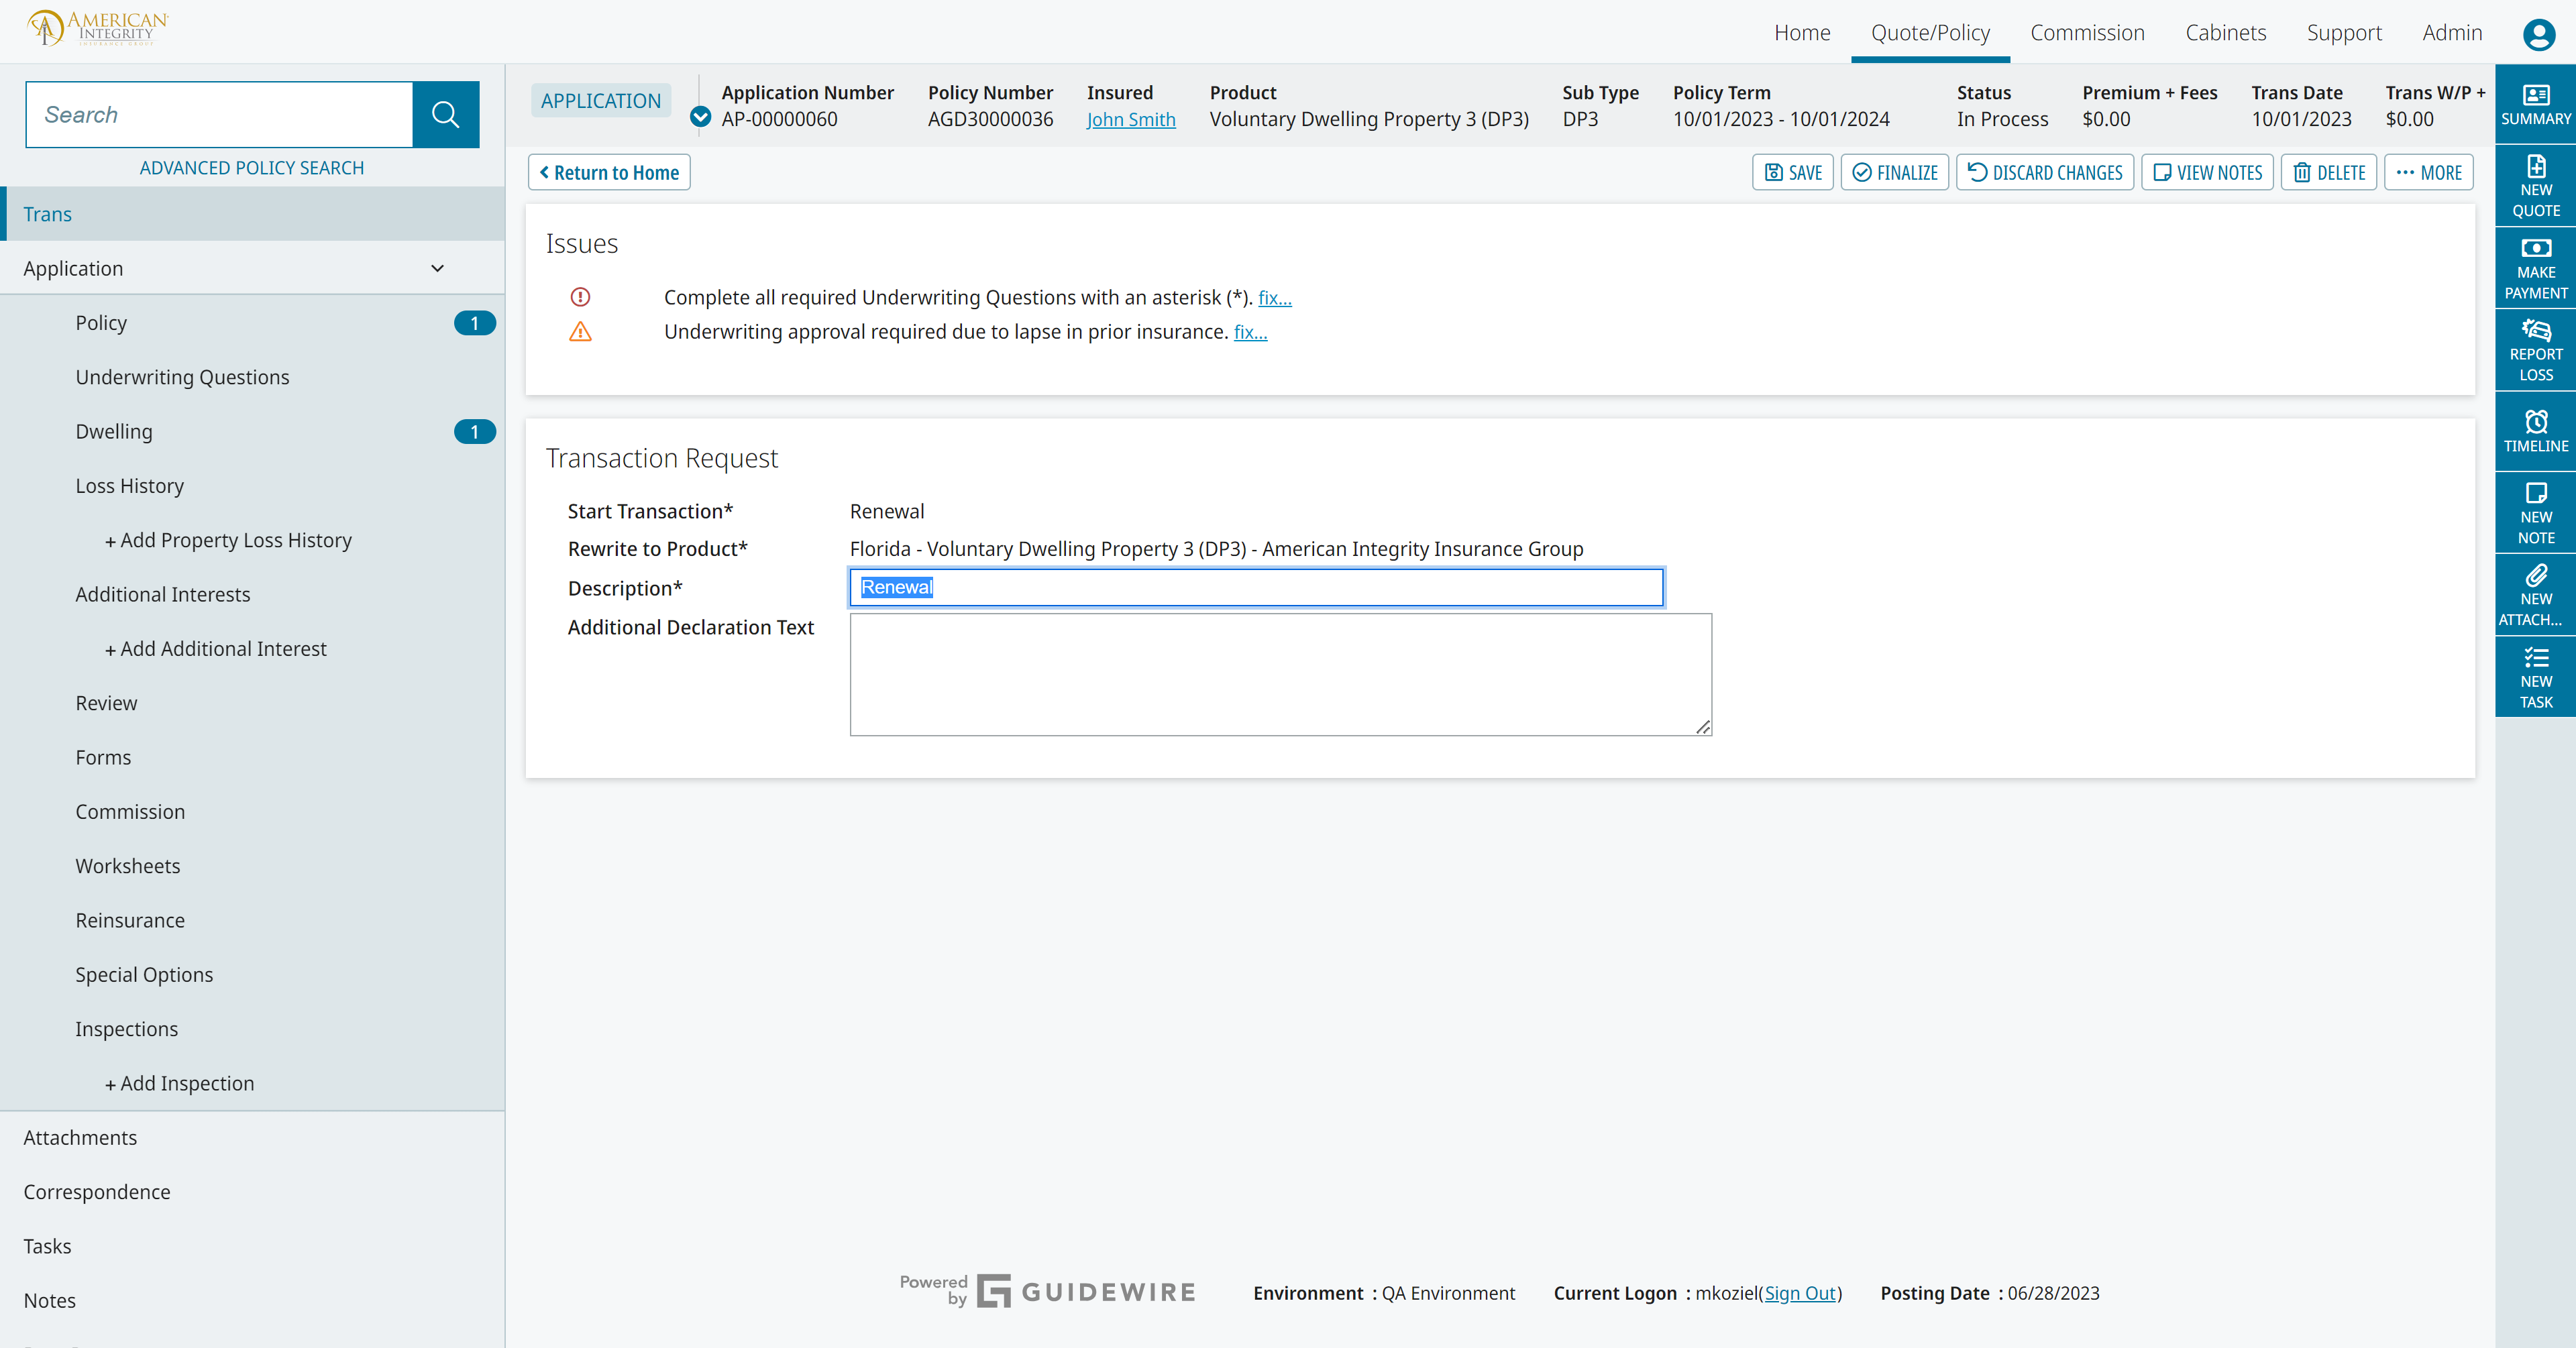 AMERICAN
INTEGRITY
INSURANCE GROUP
Home
Quote/Policy
Commission
Cabinets
Support
Admin
Search
ADVANCED POLICY SEARCH
Trans
Application
Policy 1
Underwriting Questions
Dwelling 1
Loss History
+ Add Property Loss History
Additional Interests
+ Add Additional Interest
Review
Forms
Commission
Worksheets
Reinsurance
Special Options
Inspections
+ Add Inspection
Attachments
Correspondence
Tasks
Notes
APPLICATION
Application Number Policy Number Insured Product Sub Type Policy Term Status Premium + Fees Trans Date Trans W/P +
AP-00000060 AGD30000036 John Smith Voluntary Dwelling Property 3 (DP3) DP3 10/01/2023 - 10/01/2024 In Process $0.00 10/01/2023 $0.00
Return to Home
SAVE
FINALIZE
DISCARD CHANGES
VIEW NOTES
DELETE
MORE
Issues
Complete all required Underwriting Questions with an asterisk (*). fix...
Underwriting approval required due to lapse in prior insurance. fix...
Transaction Request
Start Transaction* Renewal
Rewrite to Product* Florida - Voluntary Dwelling Property 3 (DP3) - American Integrity Insurance Group
Description* Renewal
Additional Declaration Text
SUMMARY
NEW
QUOTE
MAKE
PAYMENT
REPORT
LOSS
TIMELINE
NEW
NOTE
NEW
ATTACH...
NEW
TASK
Powered
by
GUIDEWIRE
Environment : QA Environment Current Logon : mkoziel(Sign Out) Posting Date : 06/28/2023